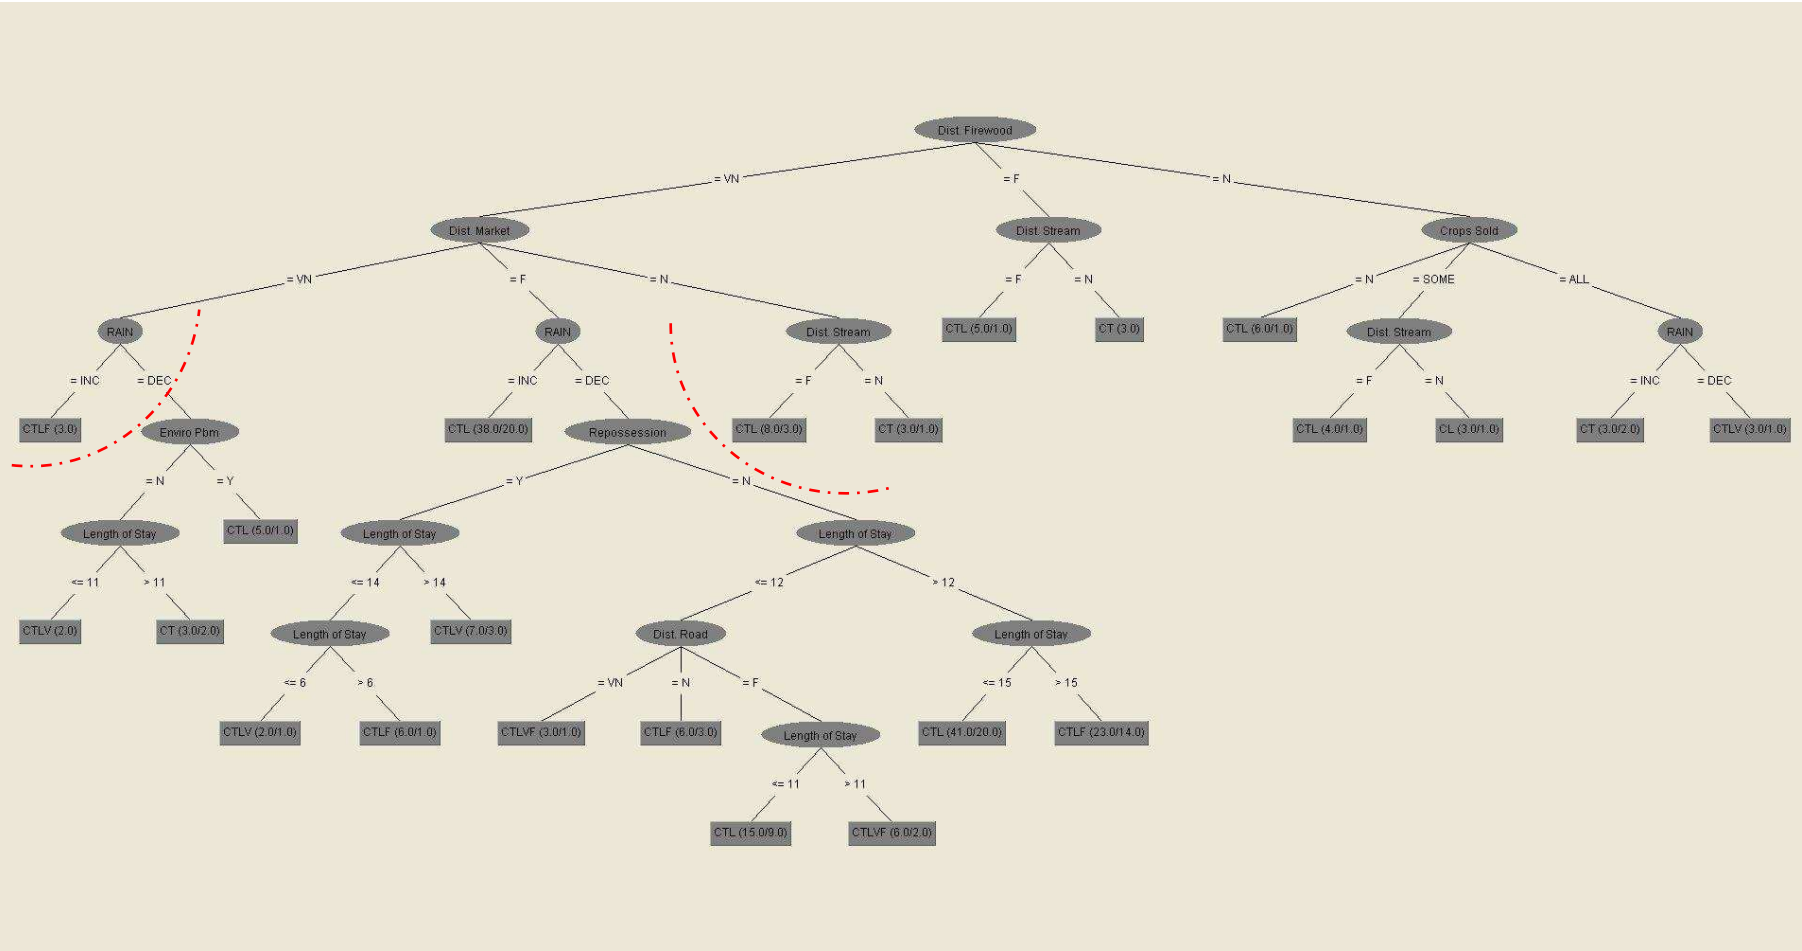 Dist. Firewood
= VN
= F
= N
Dist. Market
Dist. Stream
Crops Sold
= VN
= F
= N
= F
= N
= N
= SOME
= ALL
RAIN
RAIN
Dist. Stream
CTL (5.0/1.0)
CT (3.0)
CTL (6.0/1.0)
Dist. Stream
RAIN
= INC
= DEC
= INC
= DEC
= F
= N
= F
= N
= INC
= DEC
CTLF (3.0)
Enviro Pbm
CTL (38.0/20.0)
Repossession
CTL (8.0/3.0)
CT (3.0/1.0)
CTL (4.0/1.0)
CL (3.0/1.0)
CT (3.0/2.0)
CTLV (3.0/1.0)
= N
= Y
= Y
= N
Length of Stay
CTL (5.0/1.0)
Length of Stay
Length of Stay
<= 11
> 11
<= 14
> 14
<= 12
> 12
CTLV (2.0)
CT (3.0/2.0)
Length of Stay
CTLV (7.0/3.0)
Dist. Road
Length of Stay
<= 6
> 6
= VN
= N
= F
<= 15
> 15
CTLV (2.0/1.0)
CTLF (6.0/1.0)
CTLVF (3.0/1.0)
CTLF (6.0/3.0)
Length of Stay
CTL (41.0/20.0)
CTLF (23.0/14.0)
<= 11
> 11
CTL (15.0/9.0)
CTLVF (6.0/2.0)